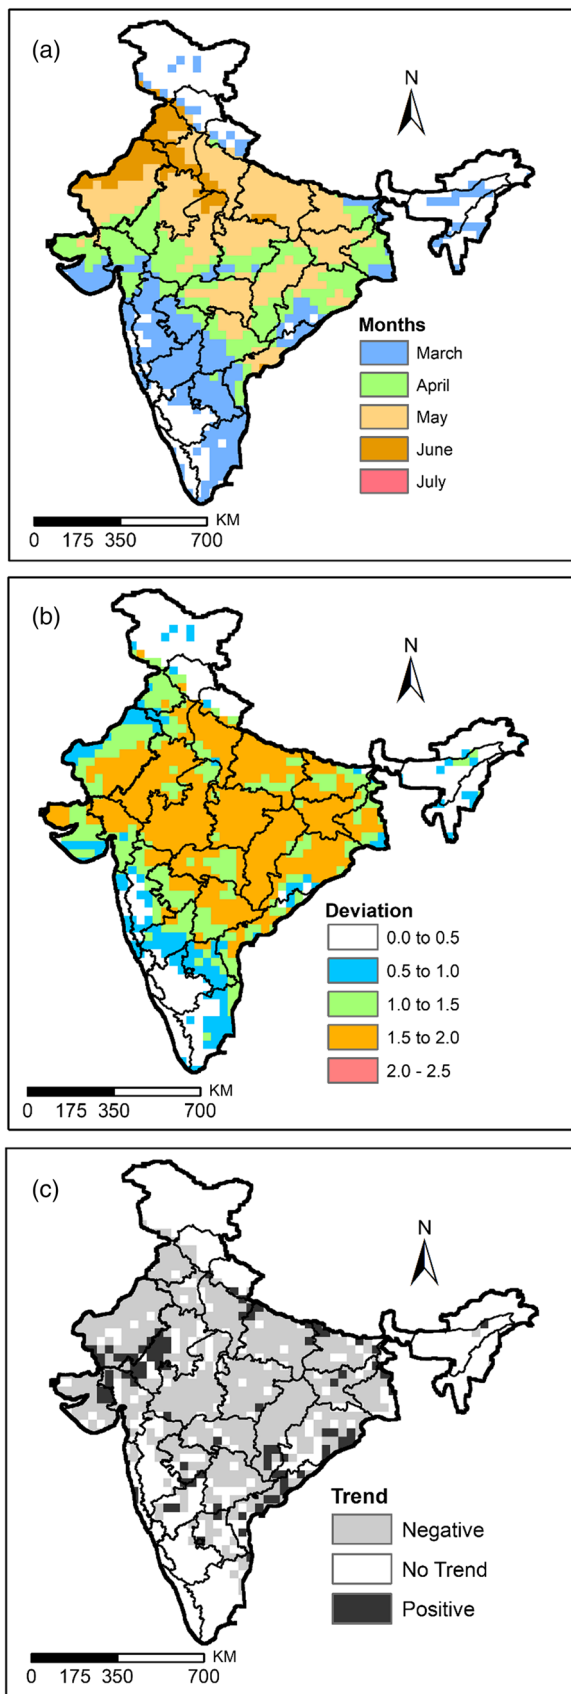 (a)
N
Months
March
April
May
June
July
KM
0 175 350 700
(b)
N
Deviation
0.0 to 0.5
0.5 to 1.0
1.0 to 1.5
1.5 to 2.0
2.0 - 2.5
KM
0 175 350 700
(c)
N
Trend
Negative
No Trend
Positive
KM
0 175 350 700